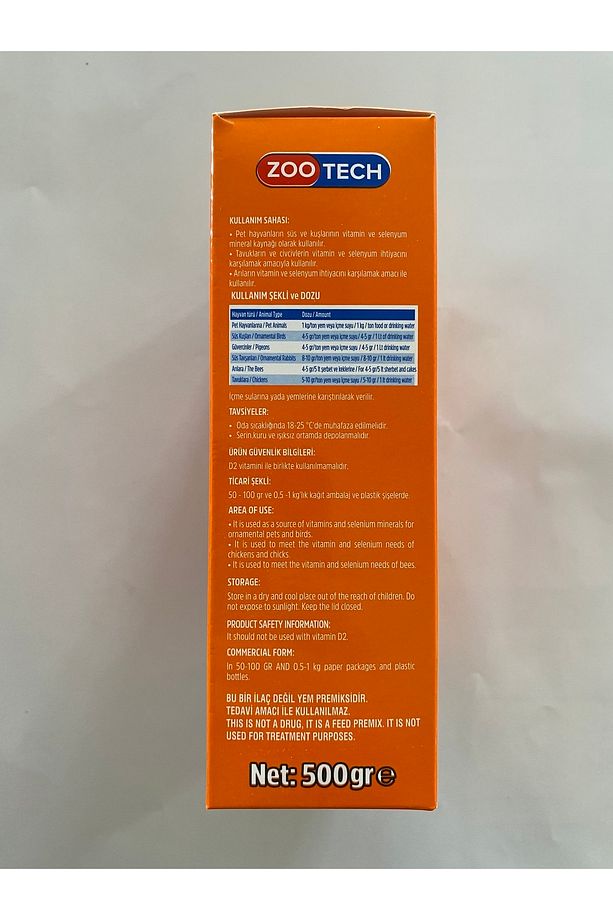 ZOO TECH
KULLANIM SAHASI:
• Pet hayvanların süs ve kuşlarının vitamin ve selenyum
mineral kaynağı olarak kullanılır.
• Tavukların ve civcivlerin vitamin ve selenyum ihtiyacını
karşılamak amacıyla kullanılır.
• Arıların vitamin ve selenyum ihtiyacını karşılamak amacı ile
kullanılır.
KULLANIM ŞEKLİ ve DOZU
Hayvan türü / Animal Type Dozu / Amount
Pet Hayvanlarına / Pet Animals 1 kg/ton yem veya içme suyu / 1 kg / ton food or drinking water
Süs Kuşları / Ornamental Birds 4-5 gr/ton yem veya içme suyu / 4-5 gr / 1 Lt of drinking water
Güvercinler / Pigeons 4-5 gr/ton yem veya içme suyu / 4-5 gr / 1 Lt drinking water
Süs Tavşanları / Ornamental Rabbits 8-10 gr/ton yem veya içme suyu / 8-10 gr / 1 lt drinking water
Arılara / The Bees 4-5 gr/5 lt şerbet ve keklerine / For 4-5 gr/5 lt sherbet and cakes
Tavuklara / Chickens 5-10 gr/ton yem veya içme suyu / 5-10 gr / 1 lt drinking water
İçme sularına yada yemlerine karıştırılarak verilir.
TAVSİYELER:
• Oda sıcaklığında 18-25 °C'de muhafaza edilmelidir.
• Serin,kuru ve ışıksız ortamda depolanmalıdır.
ÜRÜN GÜVENLİK BİLGİLERİ:
D2 vitamini ile birlikte kullanılmamalıdır.
TİCARİ ŞEKLİ:
50 - 100 gr ve 0,5 -1 kg'lık kağıt ambalaj ve plastik şişelerde.
AREA OF USE:
• It is used as a source of vitamins and selenium minerals for
ornamental pets and birds.
• It is used to meet the vitamin and selenium needs of
chickens and chicks.
• It is used to meet the vitamin and selenium needs of bees.
STORAGE:
Store in a dry and cool place out of the reach of children. Do
not expose to sunlight. Keep the lid closed.
PRODUCT SAFETY INFORMATION:
It should not be used with vitamin D2.
COMMERCIAL FORM:
In 50-100 GR AND 0.5-1 kg paper packages and plastic
bottles.
BU BİR İLAÇ DEĞİL YEM PREMİKSİDİR.
TEDAVİ AMACI İLE KULLANILMAZ.
THIS IS NOT A DRUG, IT IS A FEED PREMIX. IT IS NOT
USED FOR TREATMENT PURPOSES.
Net: 500gr ℮